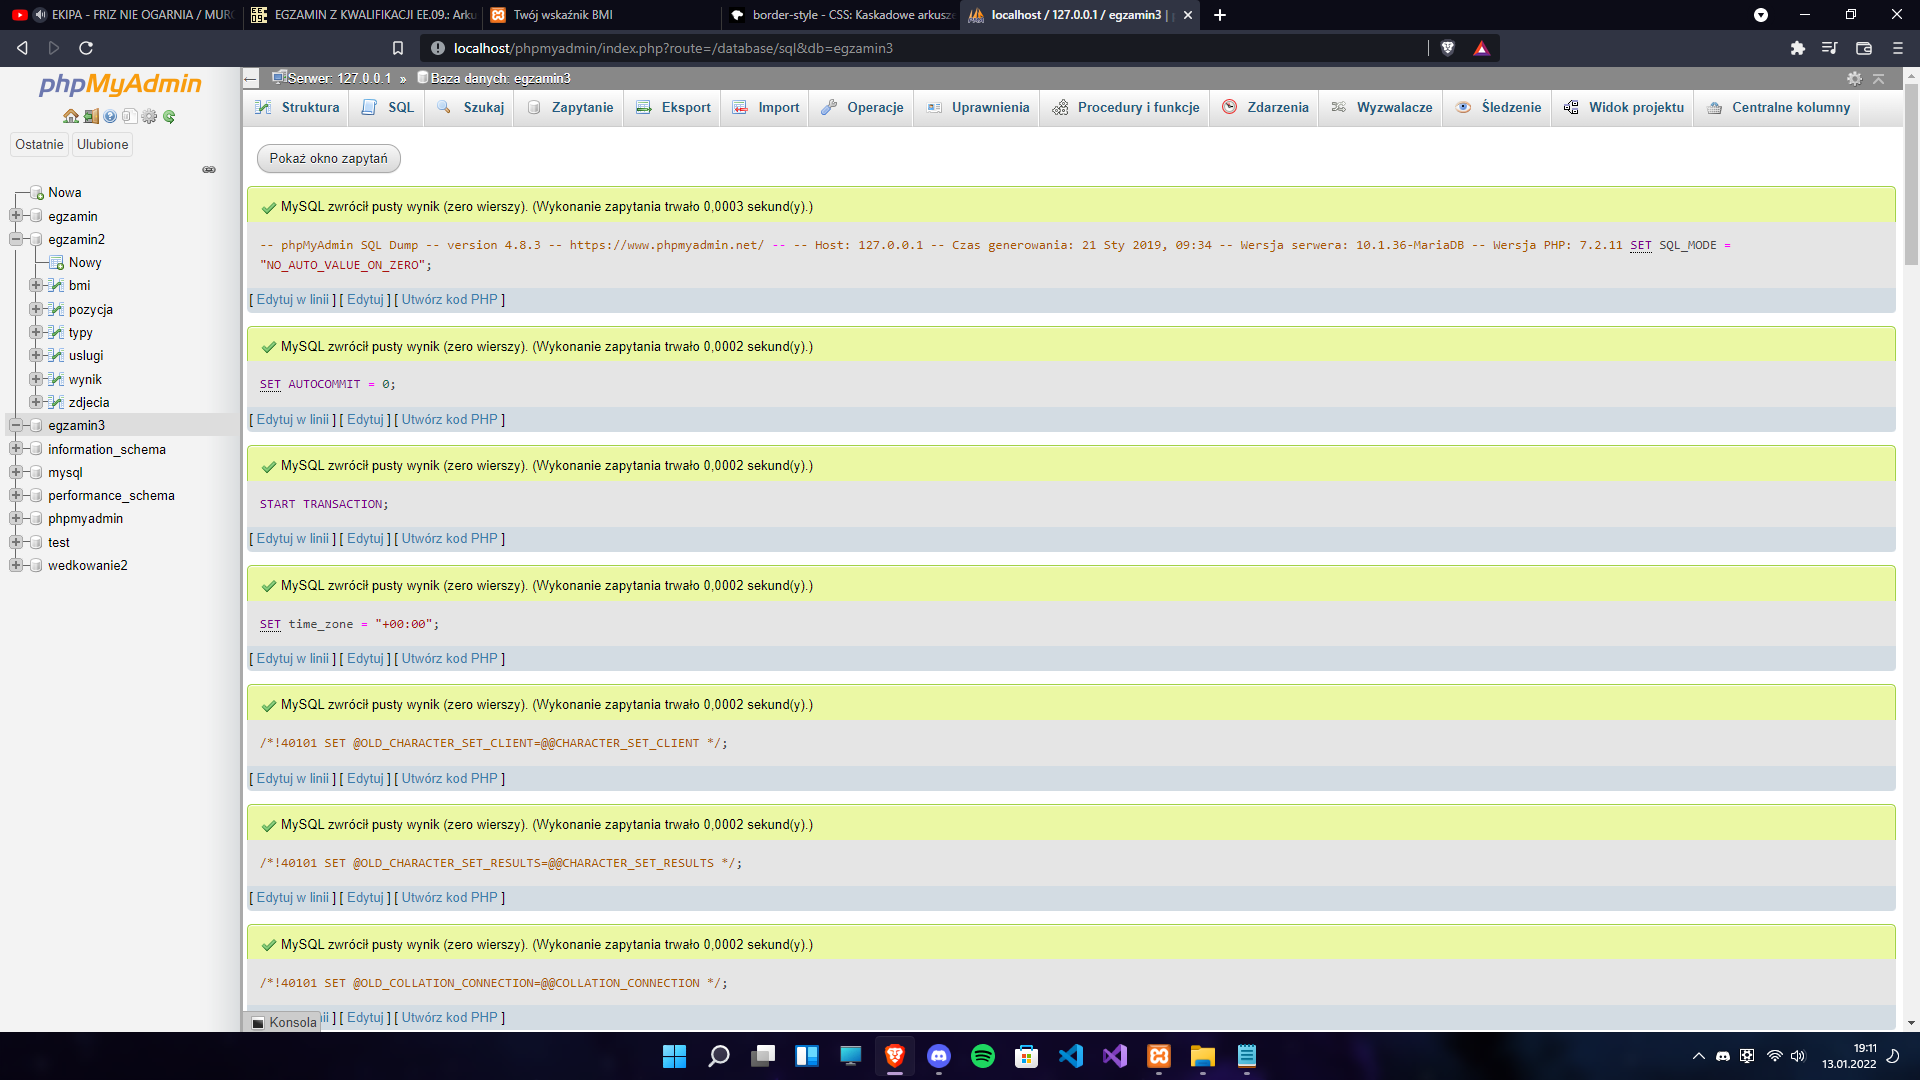 EKIPA - FRIZ NIE OGARNIA / MUR
EGZAMIN Z KWALIFIKACJI EE.09.: Arku
Twój wskaźnik BMI
border-style - CSS: Kaskadowe arkusz
localhost / 127.0.0.1 / egzamin3 |
localhost/phpmyadmin/index.php?route=/database/sql&db=egzamin3
phpMyAdmin
Ostatnie
Ulubione
Nowa
egzamin
egzamin2
Nowy
bmi
pozycja
typy
uslugi
wynik
zdjecia
egzamin3
information_schema
mysql
performance_schema
phpmyadmin
test
wedkowanie2
Serwer: 127.0.0.1 » Baza danych: egzamin3
Struktura SQL Szukaj Zapytanie Eksport Import Operacje Uprawnienia Procedury i funkcje Zdarzenia Wyzwalacze Śledzenie Widok projektu Centralne kolumny
Pokaż okno zapytań
MySQL zwrócił pusty wynik (zero wierszy). (Wykonanie zapytania trwało 0,0003 sekund(y).)
-- phpMyAdmin SQL Dump -- version 4.8.3 -- https://www.phpmyadmin.net/ -- -- Host: 127.0.0.1 -- Czas generowania: 21 Sty 2019, 09:34 -- Wersja serwera: 10.1.36-MariaDB -- Wersja PHP: 7.2.11 SET SQL_MODE =
"NO_AUTO_VALUE_ON_ZERO";
[ Edytuj w linii ] [ Edytuj ] [ Utwórz kod PHP ]
MySQL zwrócił pusty wynik (zero wierszy). (Wykonanie zapytania trwało 0,0002 sekund(y).)
SET AUTOCOMMIT = 0;
[ Edytuj w linii ] [ Edytuj ] [ Utwórz kod PHP ]
MySQL zwrócił pusty wynik (zero wierszy). (Wykonanie zapytania trwało 0,0002 sekund(y).)
START TRANSACTION;
[ Edytuj w linii ] [ Edytuj ] [ Utwórz kod PHP ]
MySQL zwrócił pusty wynik (zero wierszy). (Wykonanie zapytania trwało 0,0002 sekund(y).)
SET time_zone = "+00:00";
[ Edytuj w linii ] [ Edytuj ] [ Utwórz kod PHP ]
MySQL zwrócił pusty wynik (zero wierszy). (Wykonanie zapytania trwało 0,0002 sekund(y).)
/*!40101 SET @OLD_CHARACTER_SET_CLIENT=@@CHARACTER_SET_CLIENT */;
[ Edytuj w linii ] [ Edytuj ] [ Utwórz kod PHP ]
MySQL zwrócił pusty wynik (zero wierszy). (Wykonanie zapytania trwało 0,0002 sekund(y).)
/*!40101 SET @OLD_CHARACTER_SET_RESULTS=@@CHARACTER_SET_RESULTS */;
[ Edytuj w linii ] [ Edytuj ] [ Utwórz kod PHP ]
MySQL zwrócił pusty wynik (zero wierszy). (Wykonanie zapytania trwało 0,0002 sekund(y).)
/*!40101 SET @OLD_COLLATION_CONNECTION=@@COLLATION_CONNECTION */;
Konsola ii ] [ Edytuj ] [ Utwórz kod PHP ]
19:11
13.01.2022